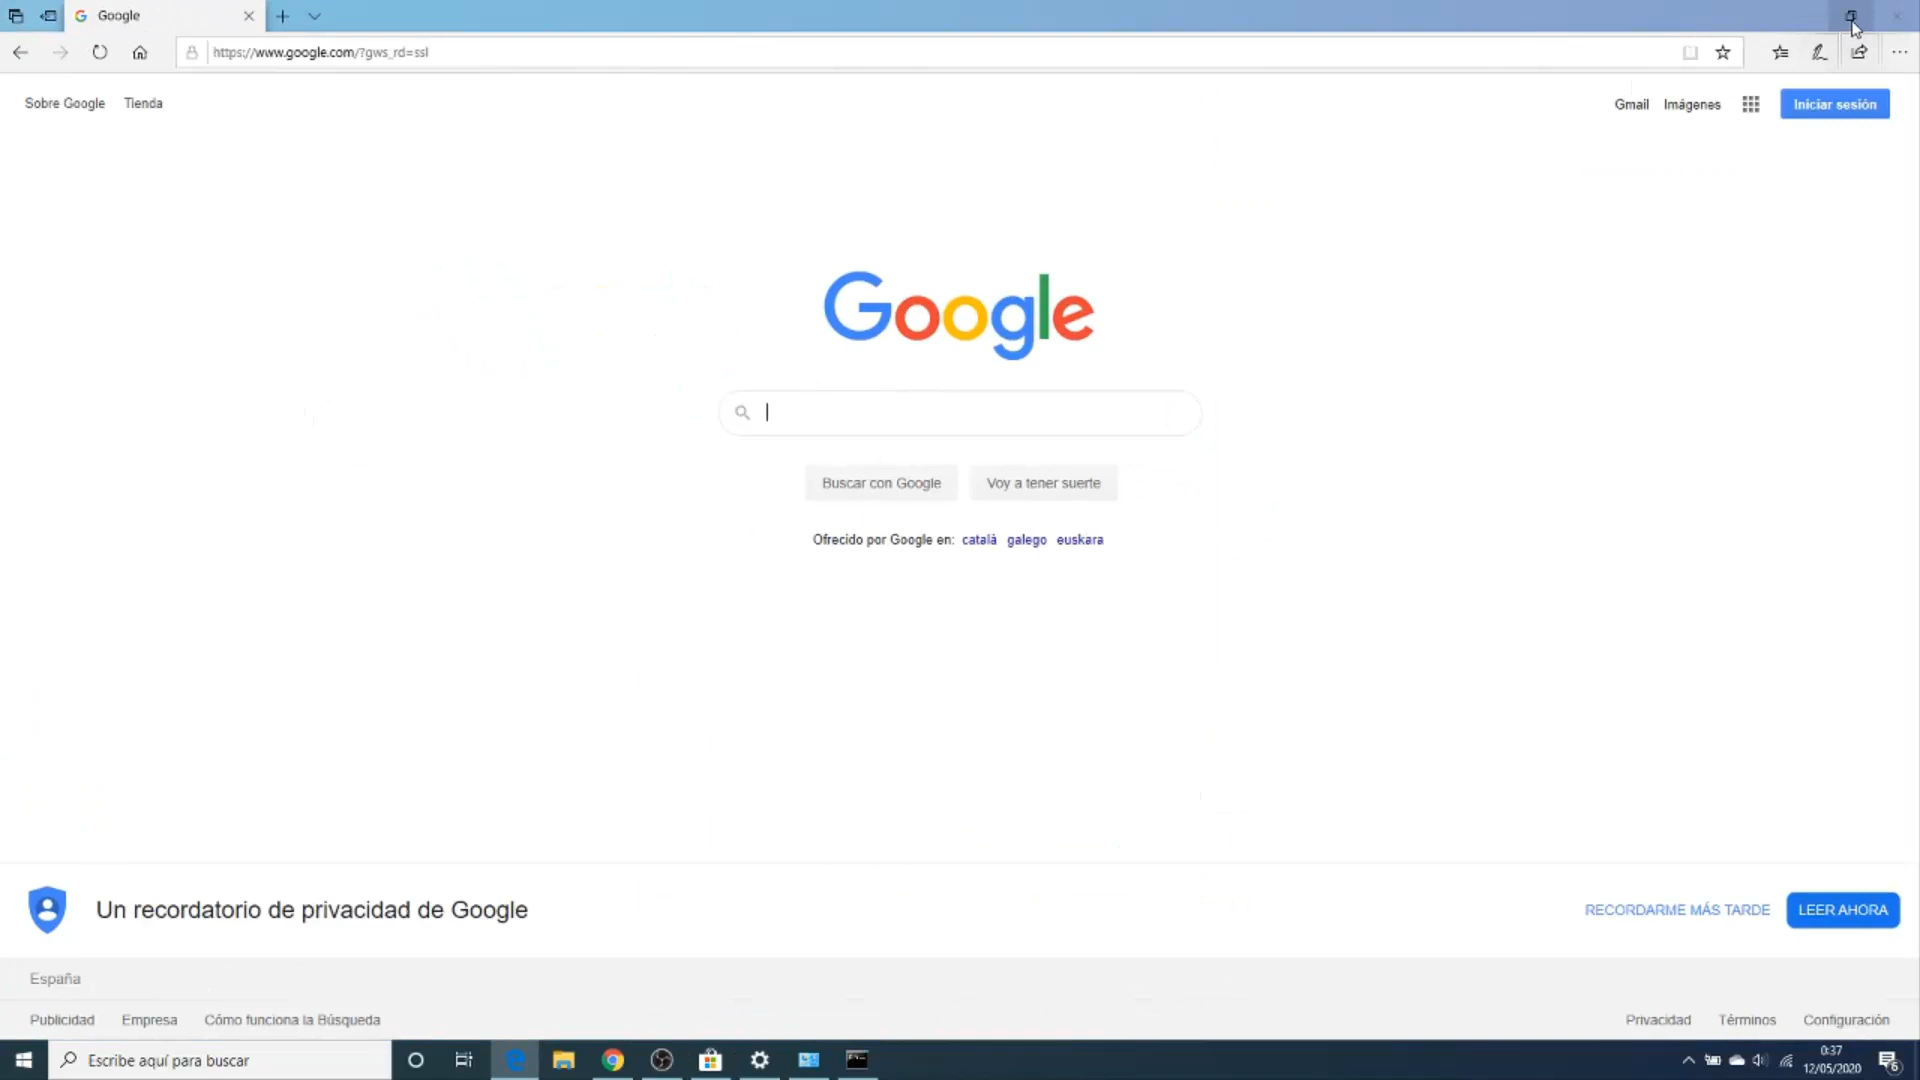 Google
https://www.google.com/?gws_rd=ssl
Sobre Google Tienda
Gmail Imágenes Iniciar sesión
Google
Buscar con Google Voy a tener suerte
Ofrecido por Google en: català galego euskara
Un recordatorio de privacidad de Google
RECORDARME MÁS TARDE LEER AHORA
España
Publicidad Empresa Cómo funciona la Búsqueda
Privacidad Términos Configuración
Escribe aquí para buscar
0:37
12/05/2020
6